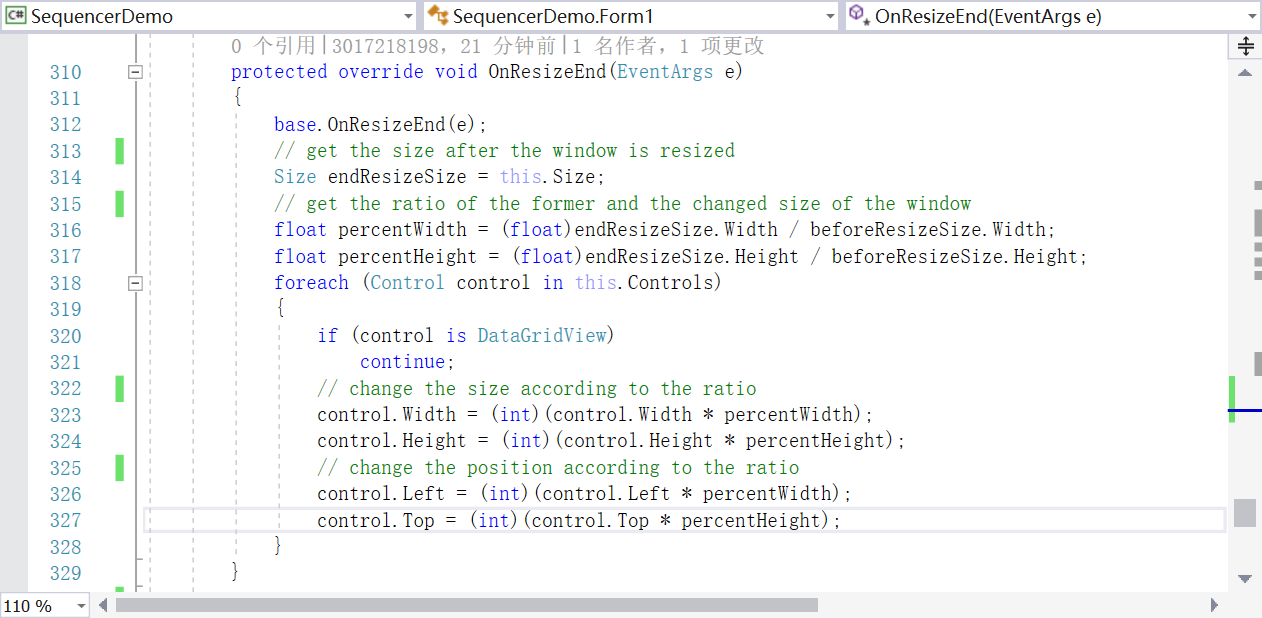 C# SequencerDemo SequencerDemo.Form1 OnResizeEnd(EventArgs e)
0 个引用|3017218198, 21 分钟前|1 名作者, 1 项更改
310 protected override void OnResizeEnd(EventArgs e)
311 {
312 base.OnResizeEnd(e);
313 // get the size after the window is resized
314 Size endResizeSize = this.Size;
315 // get the ratio of the former and the changed size of the window
316 float percentWidth = (float)endResizeSize.Width / beforeResizeSize.Width;
317 float percentHeight = (float)endResizeSize.Height / beforeResizeSize.Height;
318 foreach (Control control in this.Controls)
319 {
320 if (control is DataGridView)
321 continue;
322 // change the size according to the ratio
323 control.Width = (int)(control.Width * percentWidth);
324 control.Height = (int)(control.Height * percentHeight);
325 // change the position according to the ratio
326 control.Left = (int)(control.Left * percentWidth);
327 control.Top = (int)(control.Top * percentHeight);
328 }
329 }
110 %